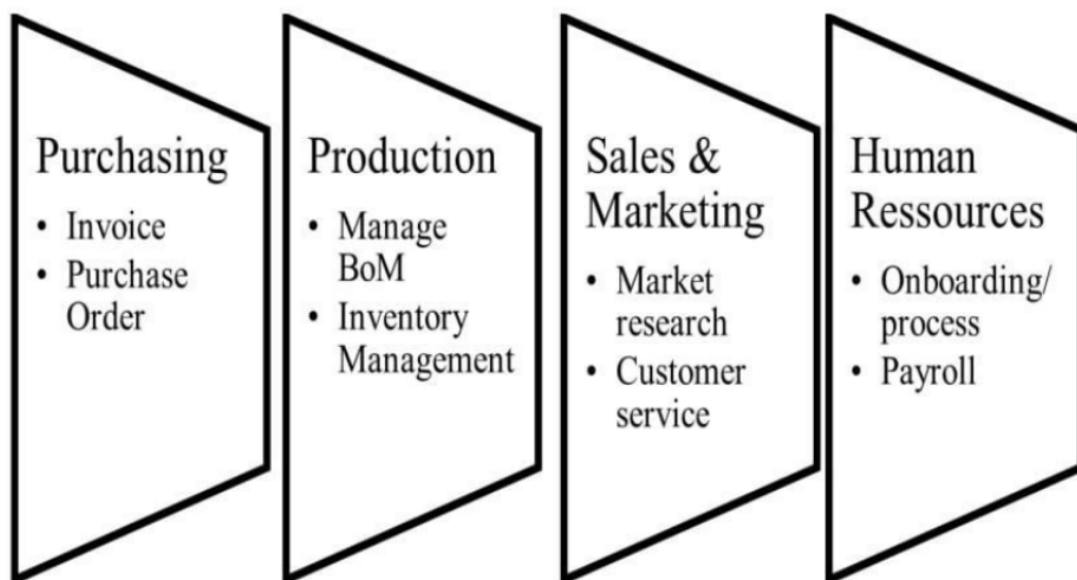 Purchasing
• Invoice
• Purchase
Order
Production
• Manage
BoM
• Inventory
Management
Sales &
Marketing
• Market
research
• Customer
service
Human
Ressources
• Onboarding/
process
• Payroll